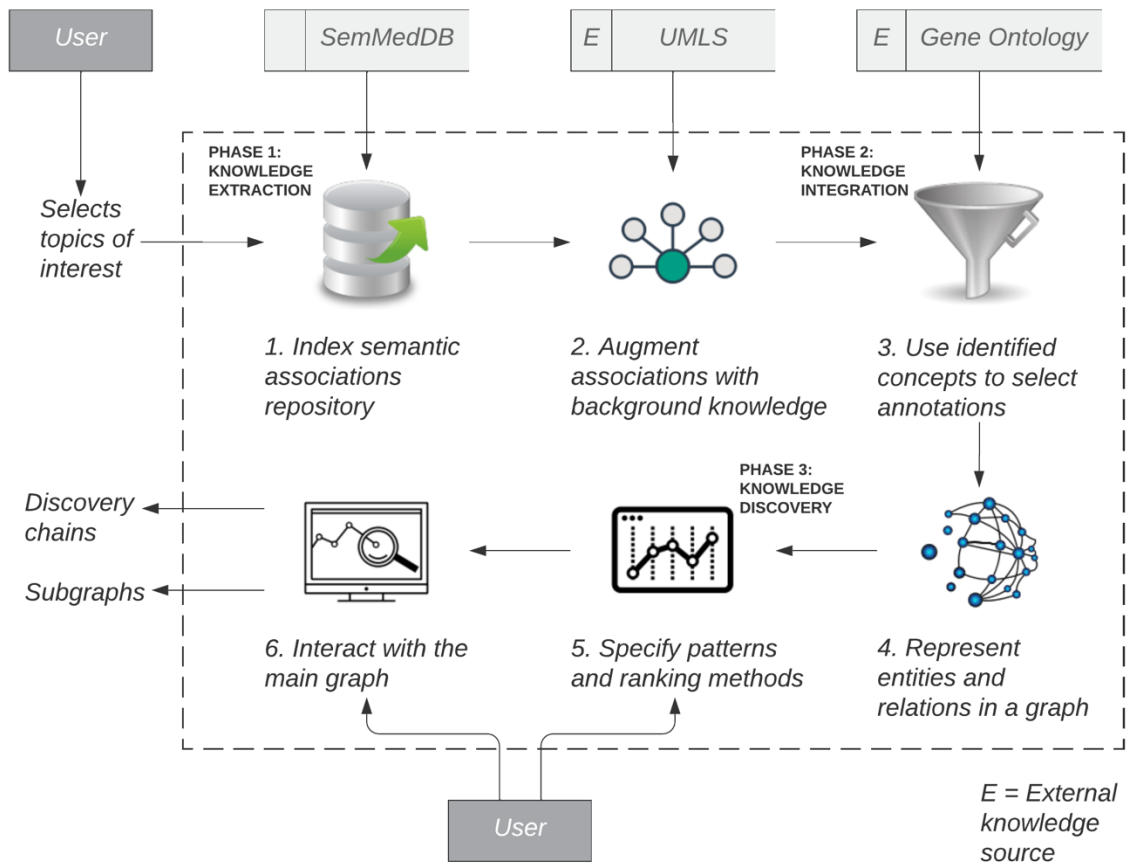 User
SemMedDB
E
UMLS
E
Gene Ontology
PHASE 1:
KNOWLEDGE
EXTRACTION
PHASE 2:
KNOWLEDGE
INTEGRATION
Selects
topics of
interest
1. Index semantic
associations
repository
2. Augment
associations with
background knowledge
3. Use identified
concepts to select
annotations
PHASE 3:
KNOWLEDGE
DISCOVERY
Discovery
chains
Subgraphs
6. Interact with the
main graph
5. Specify patterns
and ranking methods
4. Represent
entities and
relations in a graph
User
E = External
knowledge
source